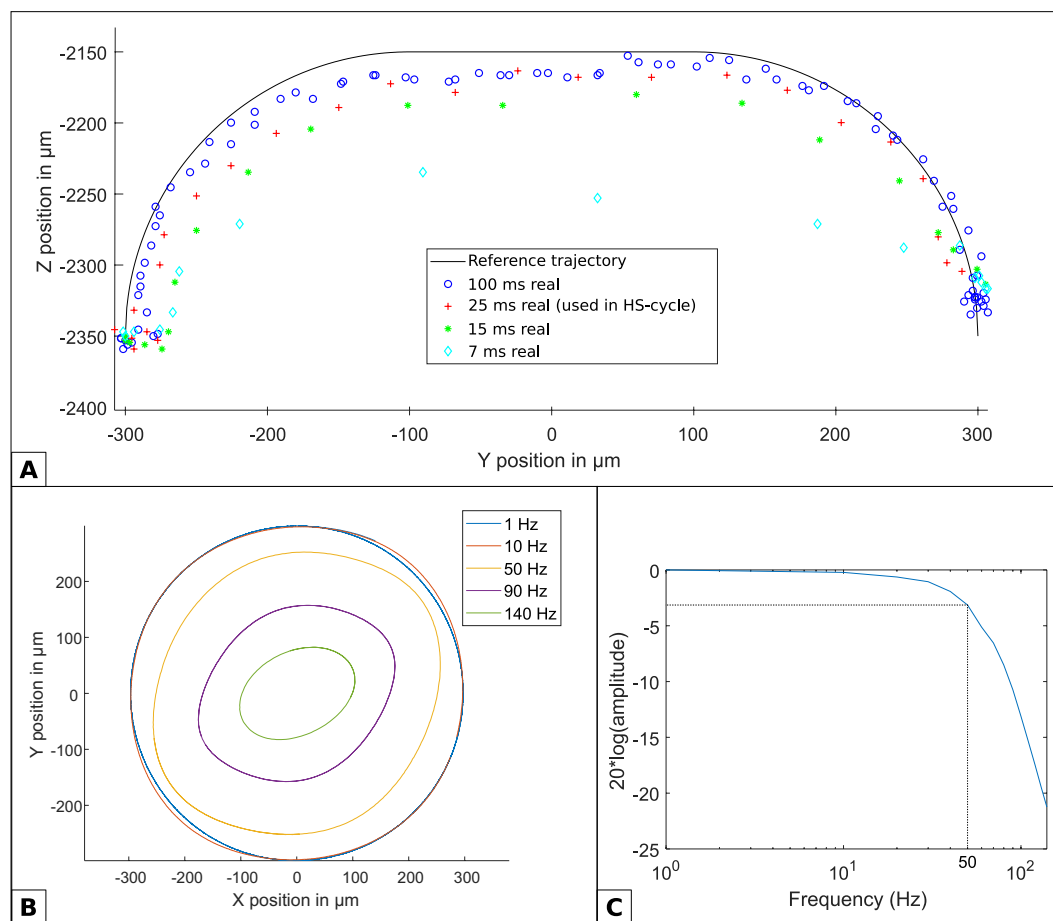 -2150
-2200
-2250
-2300
-2350
-2400
Z position in µm
Reference trajectory
100 ms real
25 ms real (used in HS-cycle)
15 ms real
7 ms real
-300
-200
-100
0
100
200
300
Y position in µm
A
1 Hz
10 Hz
50 Hz
90 Hz
140 Hz
200
100
0
-100
-200
Y position in µm
-300
-200
-100
0
100
200
300
X position in µm
B
0
-5
-10
-15
-20
-25
20*log(amplitude)
10⁰
10¹
50
10²
Frequency (Hz)
C